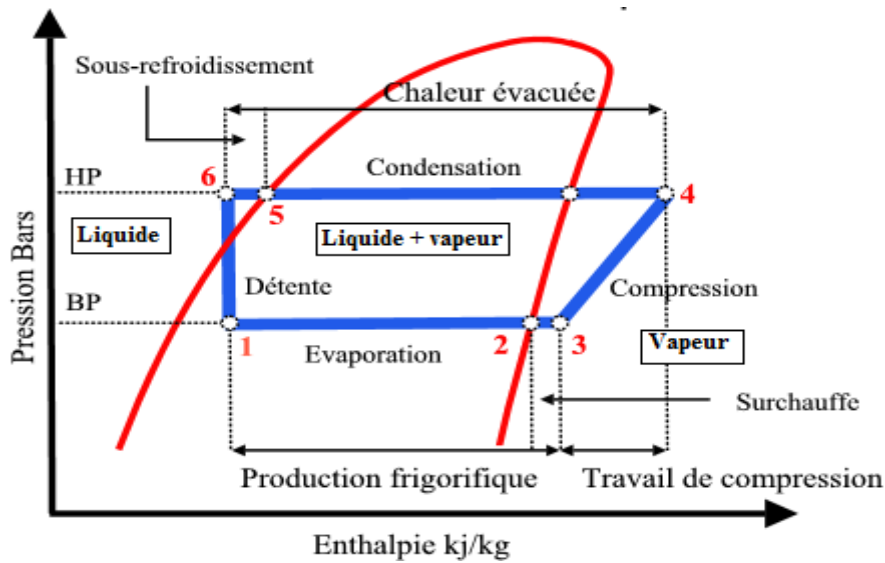 Sous-refroidissement
Chaleur évacuée
HP
6
Condensation
4
5
Liquide
Liquide + vapeur
Pression Bars
Détente
Compression
BP
1
Evaporation
2
3
Vapeur
Surchauffe
Production frigorifique
Travail de compression
Enthalpie kj/kg